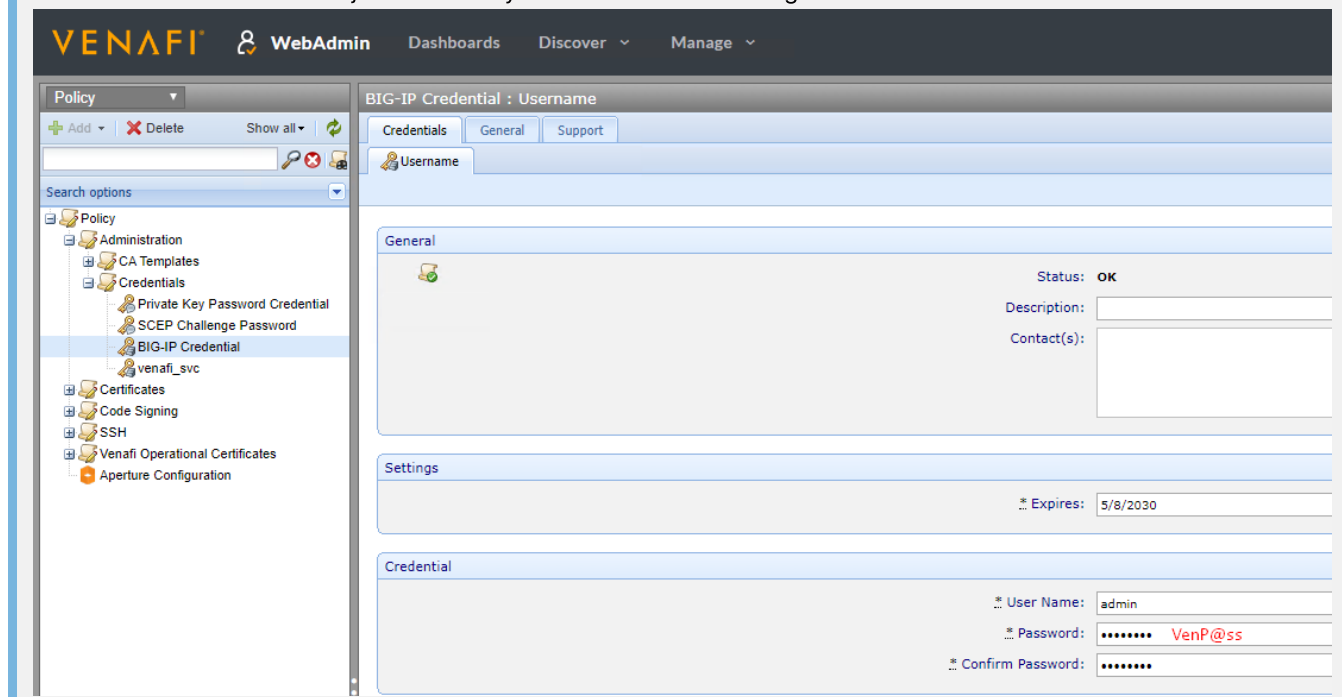 VENAFI WebAdmin Dashboards Discover Manage
Policy
BIG-IP Credential : Username
Add Delete Show all
Credentials General Support
Username
Search options
Policy
Administration
CA Templates
Credentials
Private Key Password Credential
SCEP Challenge Password
BIG-IP Credential
venafi_svc
Certificates
Code Signing
SSH
Venafi Operational Certificates
Aperture Configuration
General
Status: OK
Description:
Contact(s):
Settings
* Expires: 5/8/2030
Credential
* User Name: admin
* Password: •••••••• VenP@ss
* Confirm Password: ••••••••